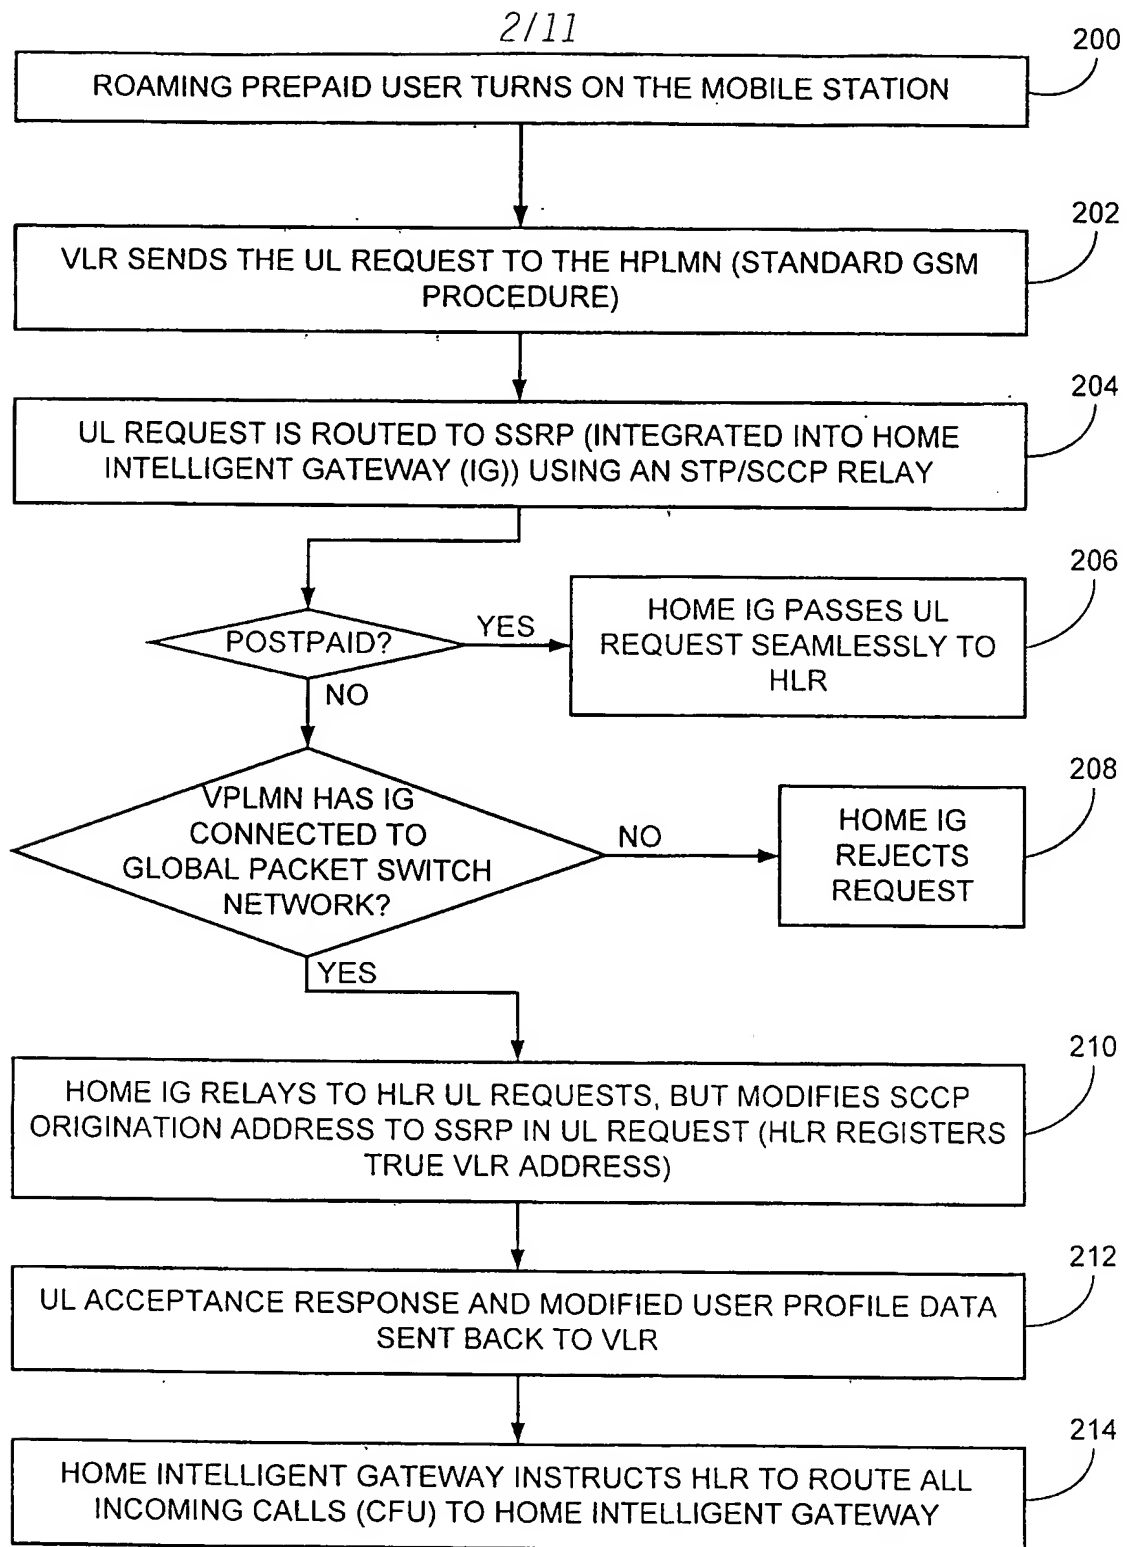 2/11
200
ROAMING PREPAID USER TURNS ON THE MOBILE STATION
202
VLR SENDS THE UL REQUEST TO THE HPLMN (STANDARD GSM
PROCEDURE)
204
UL REQUEST IS ROUTED TO SSRP (INTEGRATED INTO HOME
INTELLIGENT GATEWAY (IG)) USING AN STP/SCCP RELAY
206
POSTPAID?
YES
HOME IG PASSES UL
REQUEST SEAMLESSLY TO
HLR
NO
208
VPLMN HAS IG
CONNECTED TO
GLOBAL PACKET SWITCH
NETWORK?
NO
HOME IG
REJECTS
REQUEST
YES
210
HOME IG RELAYS TO HLR UL REQUESTS, BUT MODIFIES SCCP
ORIGINATION ADDRESS TO SSRP IN UL REQUEST (HLR REGISTERS
TRUE VLR ADDRESS)
212
UL ACCEPTANCE RESPONSE AND MODIFIED USER PROFILE DATA
SENT BACK TO VLR
214
HOME INTELLIGENT GATEWAY INSTRUCTS HLR TO ROUTE ALL
INCOMING CALLS (CFU) TO HOME INTELLIGENT GATEWAY